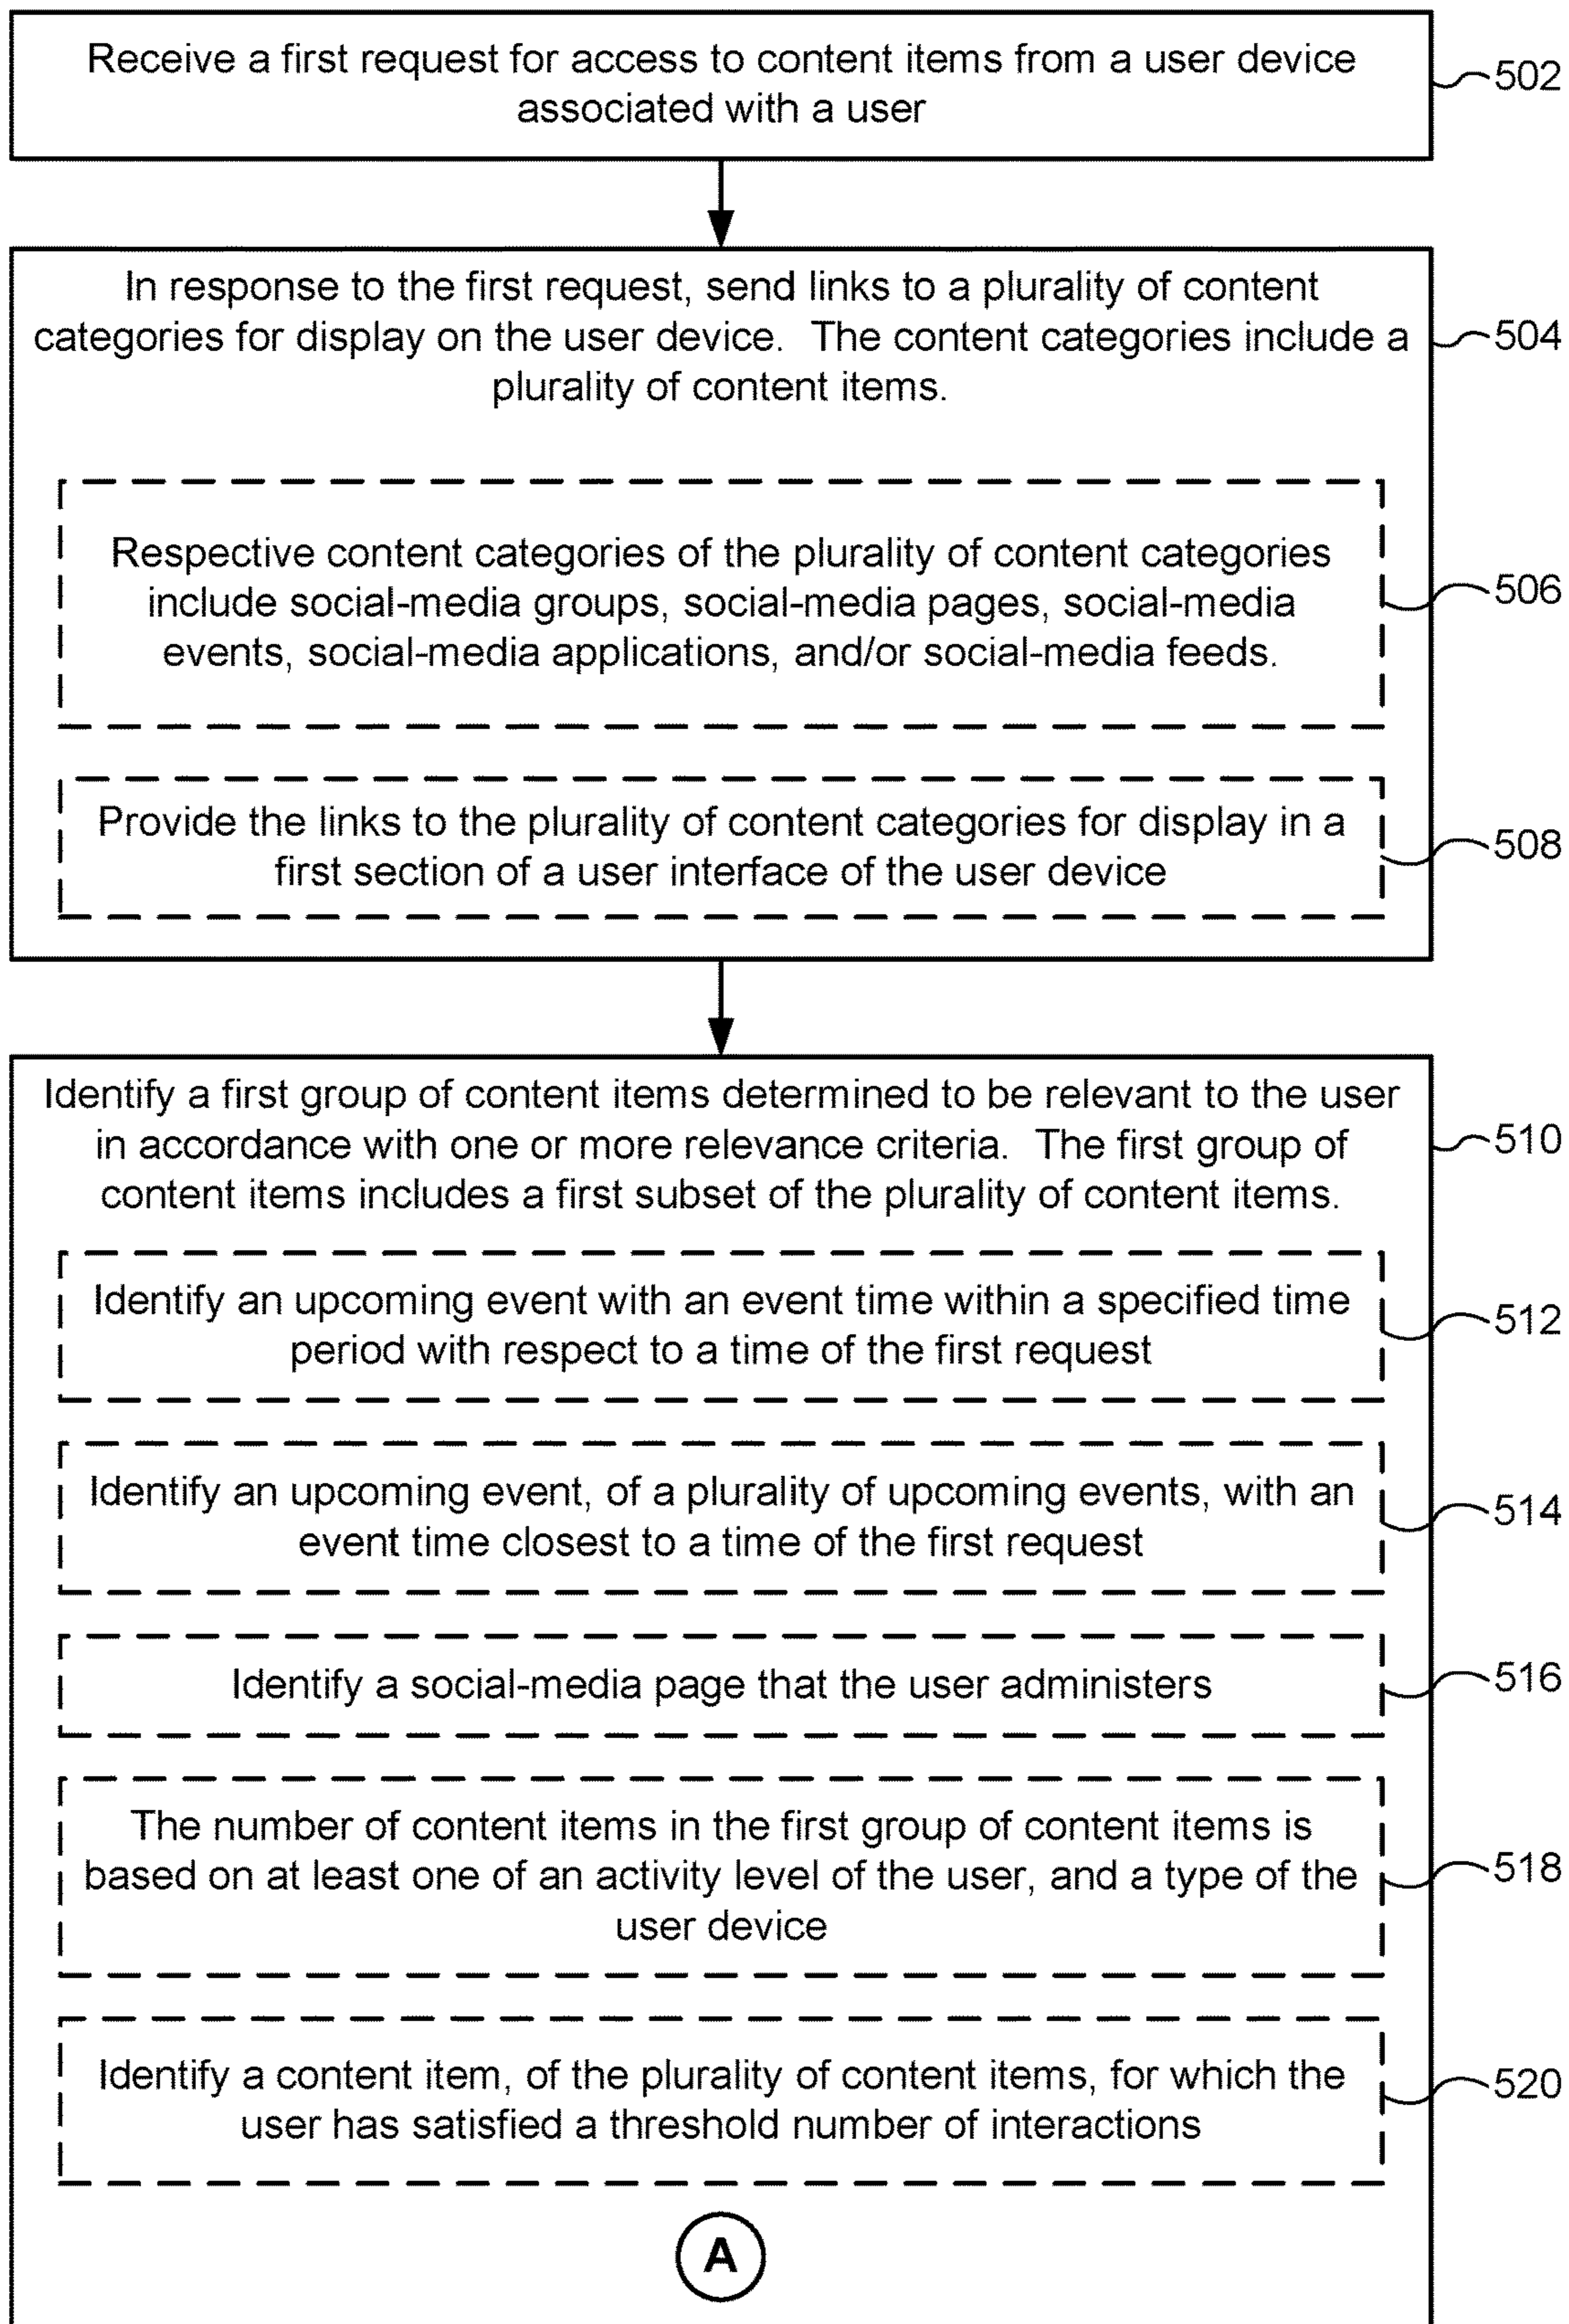 Receive a first request for access to content items from a user device
associated with a user
502
In response to the first request, send links to a plurality of content
categories for display on the user device. The content categories include a
plurality of content items.
504
Respective content categories of the plurality of content categories
include social-media groups, social-media pages, social-media
events, social-media applications, and/or social-media feeds.
506
Provide the links to the plurality of content categories for display in a
first section of a user interface of the user device
508
Identify a first group of content items determined to be relevant to the user
in accordance with one or more relevance criteria. The first group of
content items includes a first subset of the plurality of content items.
510
Identify an upcoming event with an event time within a specified time
period with respect to a time of the first request
512
Identify an upcoming event, of a plurality of upcoming events, with an
event time closest to a time of the first request
514
Identify a social-media page that the user administers
516
The number of content items in the first group of content items is
based on at least one of an activity level of the user, and a type of the
user device
518
Identify a content item, of the plurality of content items, for which the
user has satisfied a threshold number of interactions
520
A